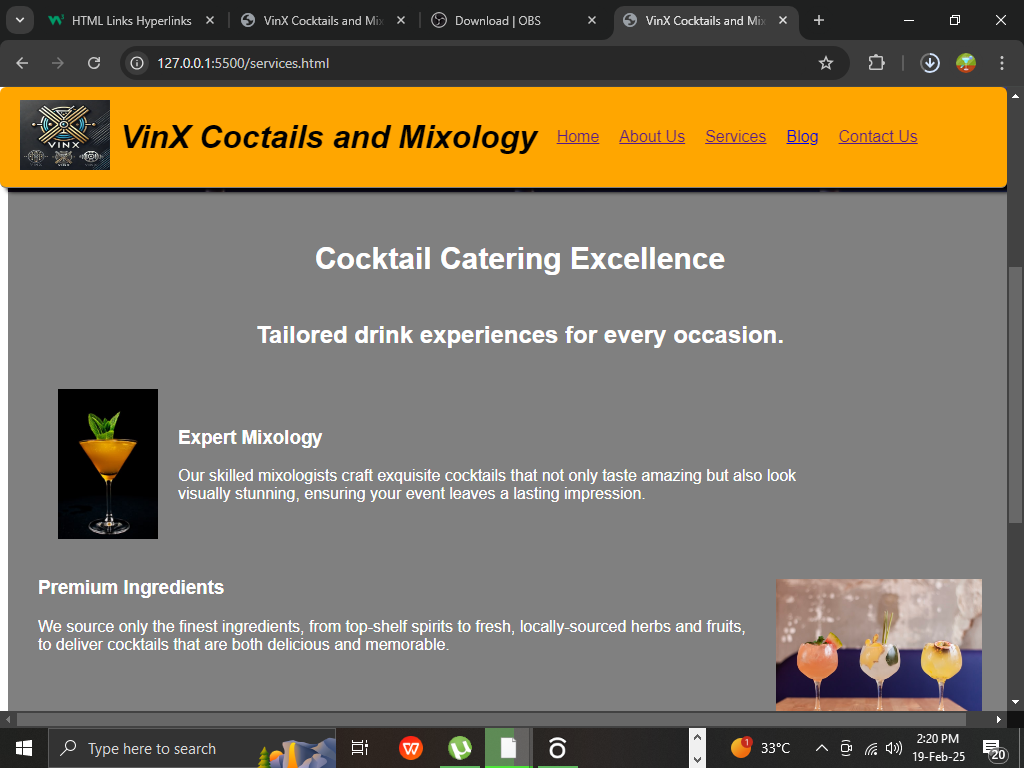 HTML Links Hyperlinks
VinX Cocktails and Mix
Download | OBS
VinX Cocktails and Mix
127.0.0.1:5500/services.html
VINX
VinX Coctails and Mixology
Home
About Us
Services
Blog
Contact Us
Cocktail Catering Excellence
Tailored drink experiences for every occasion.
Expert Mixology
Our skilled mixologists craft exquisite cocktails that not only taste amazing but also look
visually stunning, ensuring your event leaves a lasting impression.
Premium Ingredients
We source only the finest ingredients, from top-shelf spirits to fresh, locally-sourced herbs and fruits,
to deliver cocktails that are both delicious and memorable.
Type here to search
1
33°C
2:20 PM
19-Feb-25
20